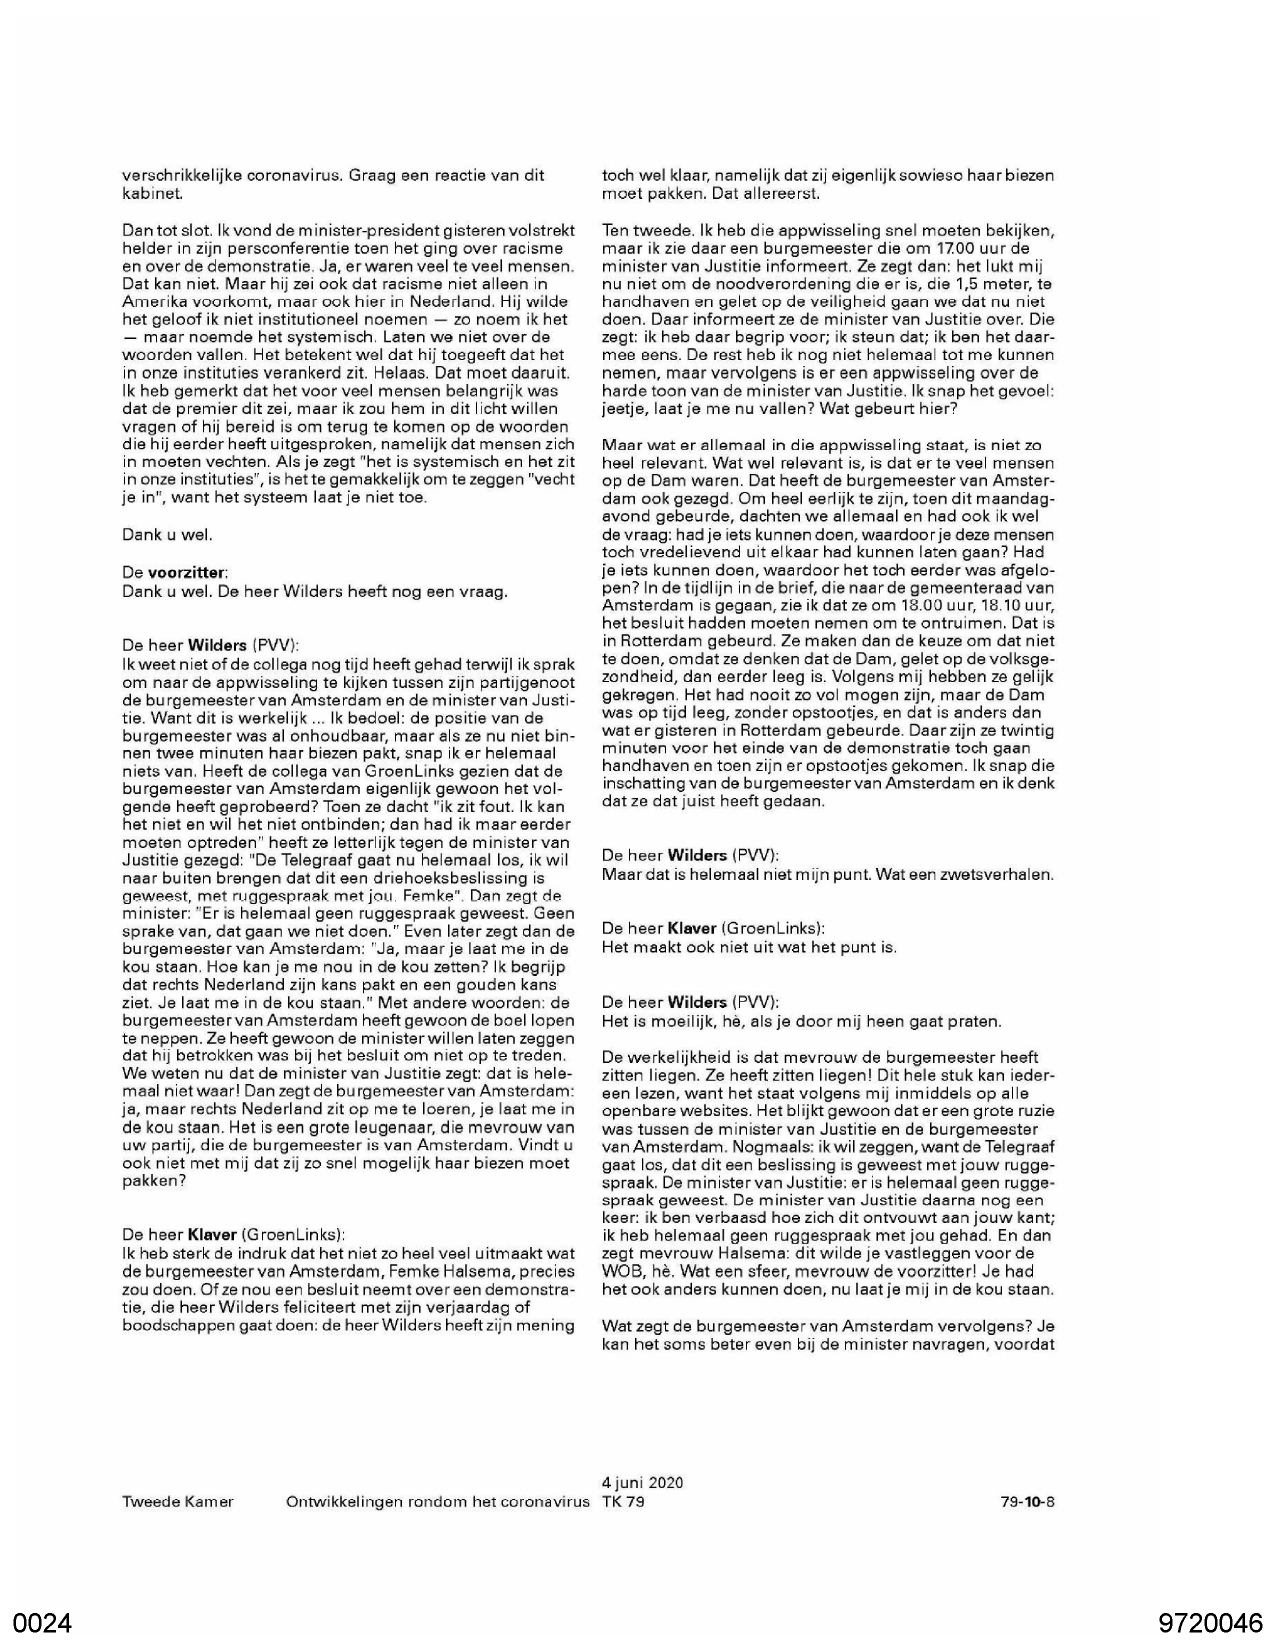 verschrikkelijke coronavirus. Graag een reactie van dit
kabinet.
Dan tot slot. Ik vond de minister-president gisteren volstrekt
helder in zijn persconferentie toen het ging over racisme
en over de demonstratie. Ja, er waren veel te veel mensen.
Dat kan niet. Maar hij zei ook dat racisme niet alleen in
Amerika voorkomt, maar ook hier in Nederland. Hij wilde
het geloof ik niet institutioneel noemen — zo noem ik het
— maar noemde het systemisch. Laten we niet over de
woorden vallen. Het betekent wel dat hij toegeeft dat het
in onze instituties verankerd zit. Helaas. Dat moet daaruit.
Ik heb gemerkt dat het voor veel mensen belangrijk was
dat de premier dit zei, maar ik zou hem in dit licht willen
vragen of hij bereid is om terug te komen op de woorden
die hij eerder heeft uitgesproken, namelijk dat mensen zich
in moeten vechten. Als je zegt "het is systemisch en het zit
in onze instituties", is het te gemakkelijk om te zeggen "vecht
je in", want het systeem laat je niet toe.
Dank u wel.
De voorzitter:
Dank u wel. De heer Wilders heeft nog een vraag.
De heer Wilders (PVV):
Ik weet niet of de collega nog tijd heeft gehad terwijl ik sprak
om naar de appwisseling te kijken tussen zijn partijgenoot
de burgemeester van Amsterdam en de minister van Justi-
tie. Want dit is werkelijk ... Ik bedoel: de positie van de
burgemeester was al onhoudbaar, maar als ze nu niet bin-
nen twee minuten haar biezen pakt, snap ik er helemaal
niets van. Heeft de collega van GroenLinks gezien dat de
burgemeester van Amsterdam eigenlijk gewoon het vol-
gende heeft geprobeerd? Toen ze dacht "ik zit fout. Ik kan
het niet en wil het niet ontbinden; dan had ik maar eerder
moeten optreden" heeft ze letterlijk tegen de minister van
Justitie gezegd: "De Telegraaf gaat nu helemaal los, ik wil
naar buiten brengen dat dit een driehoeksbeslissing is
geweest, met ruggespraak met jou. Femke". Dan zegt de
minister: "Er is helemaal geen ruggespraak geweest. Geen
sprake van, dat gaan we niet doen." Even later zegt dan de
burgemeester van Amsterdam: "Ja, maar je laat me in de
kou staan. Hoe kan je me nou in de kou zetten? Ik begrijp
dat rechts Nederland zijn kans pakt en een gouden kans
ziet. Je laat me in de kou staan." Met andere woorden: de
burgemeester van Amsterdam heeft gewoon de boel lopen
te neppen. Ze heeft gewoon de minister willen laten zeggen
dat hij betrokken was bij het besluit om niet op te treden.
We weten nu dat de minister van Justitie zegt: dat is hele-
maal niet waar! Dan zegt de burgemeester van Amsterdam:
ja, maar rechts Nederland zit op me te loeren, je laat me in
de kou staan. Het is een grote leugenaar, die mevrouw van
uw partij, die de burgemeester is van Amsterdam. Vindt u
ook niet met mij dat zij zo snel mogelijk haar biezen moet
pakken?
De heer Klaver (GroenLinks):
Ik heb sterk de indruk dat het niet zo heel veel uitmaakt wat
de burgemeester van Amsterdam, Femke Halsema, precies
zou doen. Of ze nou een besluit neemt over een demonstra-
tie, die heer Wilders feliciteert met zijn verjaardag of
boodschappen gaat doen: de heer Wilders heeft zijn mening
toch wel klaar, namelijk dat zij eigenlijk sowieso haar biezen
moet pakken. Dat allereerst.
Ten tweede. Ik heb die appwisseling snel moeten bekijken,
maar ik zie daar een burgemeester die om 17.00 uur de
minister van Justitie informeert. Ze zegt dan: het lukt mij
nu niet om de noodverordening die er is, die 1,5 meter, te
handhaven en gelet op de veiligheid gaan we dat nu niet
doen. Daar informeert ze de minister van Justitie over. Die
zegt: ik heb daar begrip voor; ik steun dat; ik ben het daar-
mee eens. De rest heb ik nog niet helemaal tot me kunnen
nemen, maar vervolgens is er een appwisseling over de
harde toon van de minister van Justitie. Ik snap het gevoel:
jeetje, laat je me nu vallen? Wat gebeurt hier?
Maar wat er allemaal in die appwisseling staat, is niet zo
heel relevant. Wat wel relevant is, is dat er te veel mensen
op de Dam waren. Dat heeft de burgemeester van Amster-
dam ook gezegd. Om heel eerlijk te zijn, toen dit maandag-
avond gebeurde, dachten we allemaal en had ook ik wel
de vraag: had je iets kunnen doen, waardoor je deze mensen
toch vredelievend uit elkaar had kunnen laten gaan? Had
je iets kunnen doen, waardoor het toch eerder was afgelo-
pen? In de tijdlijn in de brief, die naar de gemeenteraad van
Amsterdam is gegaan, zie ik dat ze om 18.00 uur, 18.10 uur,
het besluit hadden moeten nemen om te ontruimen. Dat is
in Rotterdam gebeurd. Ze maken dan de keuze om dat niet
te doen, omdat ze denken dat de Dam, gelet op de volksge-
zondheid, dan eerder leeg is. Volgens mij hebben ze gelijk
gekregen. Het had nooit zo vol mogen zijn, maar de Dam
was op tijd leeg, zonder opstootjes, en dat is anders dan
wat er gisteren in Rotterdam gebeurde. Daar zijn ze twintig
minuten voor het einde van de demonstratie toch gaan
handhaven en toen zijn er opstootjes gekomen. Ik snap die
inschatting van de burgemeester van Amsterdam en ik denk
dat ze dat juist heeft gedaan.
De heer Wilders (PVV):
Maar dat is helemaal niet mijn punt. Wat een zwetsverhalen.
De heer Klaver (GroenLinks):
Het maakt ook niet uit wat het punt is.
De heer Wilders (PVV):
Het is moeilijk, hè, als je door mij heen gaat praten.
De werkelijkheid is dat mevrouw de burgemeester heeft
zitten liegen. Ze heeft zitten liegen! Dit hele stuk kan ieder-
een lezen, want het staat volgens mij inmiddels op alle
openbare websites. Het blijkt gewoon dat er een grote ruzie
was tussen de minister van Justitie en de burgemeester
van Amsterdam. Nogmaals: ik wil zeggen, want de Telegraaf
gaat los, dat dit een beslissing is geweest met jouw rugge-
spraak. De minister van Justitie: er is helemaal geen rugge-
spraak geweest. De minister van Justitie daarna nog een
keer: ik ben verbaasd hoe zich dit ontvouwt aan jouw kant;
ik heb helemaal geen ruggespraak met jou gehad. En dan
zegt mevrouw Halsema: dit wilde je vastleggen voor de
WOB, hè. Wat een sfeer, mevrouw de voorzitter! Je had
het ook anders kunnen doen, nu laat je mij in de kou staan.
Wat zegt de burgemeester van Amsterdam vervolgens? Je
kan het soms beter even bij de minister navragen, voordat
4 juni 2020
Tweede Kamer Ontwikkelingen rondom het coronavirus TK 79 79-10-8
0024 9720046